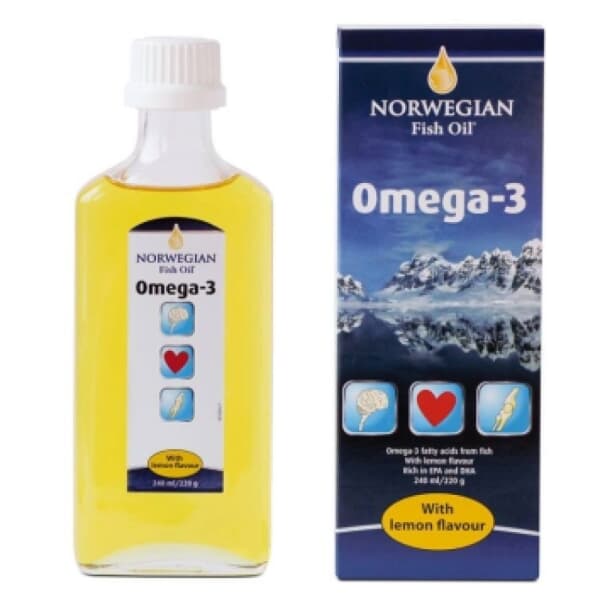 NORWEGIAN
Fish Oil
Omega-3
With
lemon flavour
240 ml/220 g
NORWEGIAN
Fish Oil
Omega-3
Omega-3 fatty acids from fish
With lemon flavour
Rich in EPA and DHA
240 ml/220 g
With
lemon flavour